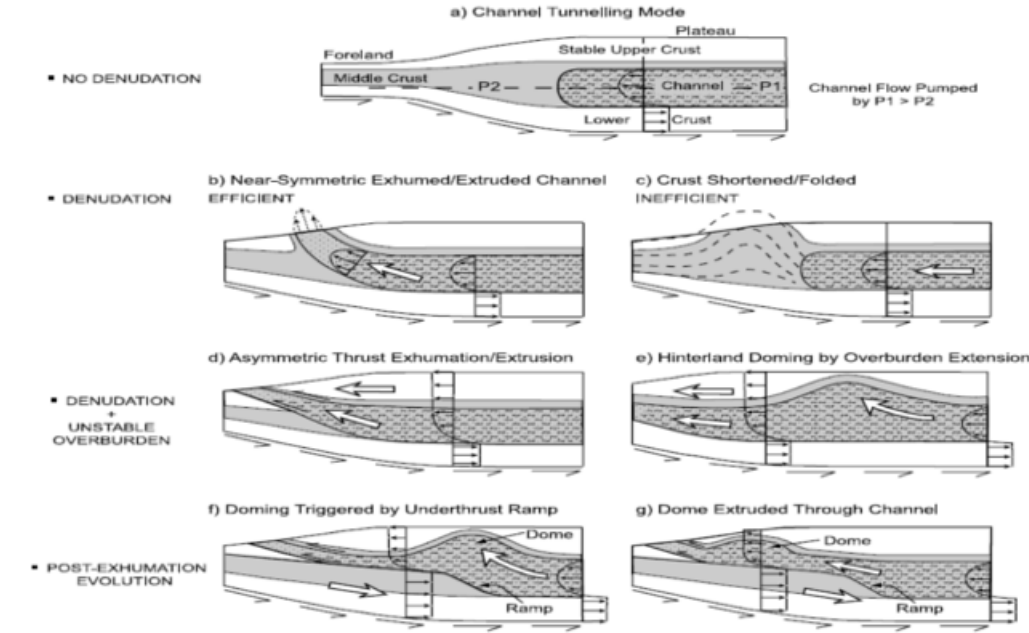 a) Channel Tunnelling Mode
Plateau
Foreland
Stable Upper Crust
▪ NO DENUDATION
Middle Crust
P2
Channel
P1
Channel Flow Pumped
by P1 > P2
Lower
Crust
b) Near-Symmetric Exhumed/Extruded Channel
c) Crust Shortened/Folded
▪ DENUDATION
EFFICIENT
INEFFICIENT
d) Asymmetric Thrust Exhumation/Extrusion
e) Hinterland Doming by Overburden Extension
▪ DENUDATION
+
UNSTABLE
OVERBURDEN
f) Doming Triggered by Underthrust Ramp
g) Dome Extruded Through Channel
Dome
Dome
▪ POST-EXHUMATION
EVOLUTION
Ramp
Ramp